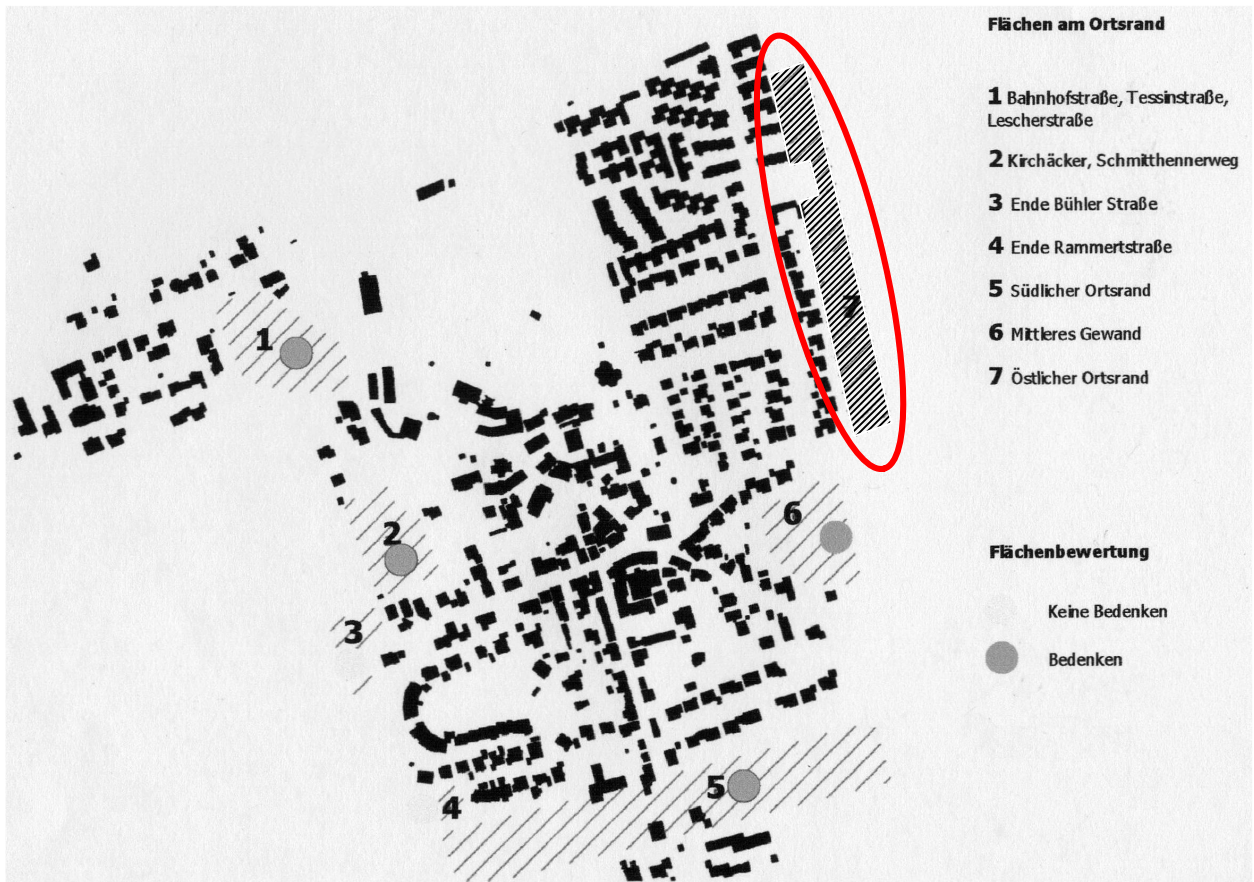 Flächen am Ortsrand
1 Bahnhofstraße, Tessinstraße,
Lescherstraße
2 Kirchäcker, Schmitthennerweg
3 Ende Bühler Straße
4 Ende Rammertstraße
5 Südlicher Ortsrand
6 Mittleres Gewand
7 Östlicher Ortsrand
Flächenbewertung
Keine Bedenken
Bedenken
7
1
6
2
3
5
4